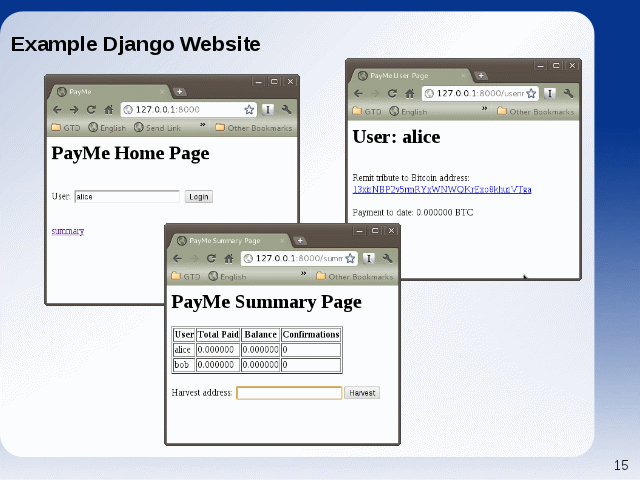 Example Django Website
PayMe
127.0.0.1:8000
GTD English Send Link » Other Bookmarks
PayMe Home Page
User: alice Login
summary
PayMe User Page
127.0.0.1:8000/user/
GTD English » Other Bookmarks
User: alice
Remit tribute to Bitcoin address:
Payment to date: 0.000000 BTC
PayMe Summary Page
127.0.0.1:8000/summ
GTD English » Other Bookmarks
PayMe Summary Page
User Total Paid Balance Confirmations
alice 0.000000 0.000000 0
bob 0.000000 0.000000 0
Harvest address: Harvest
15